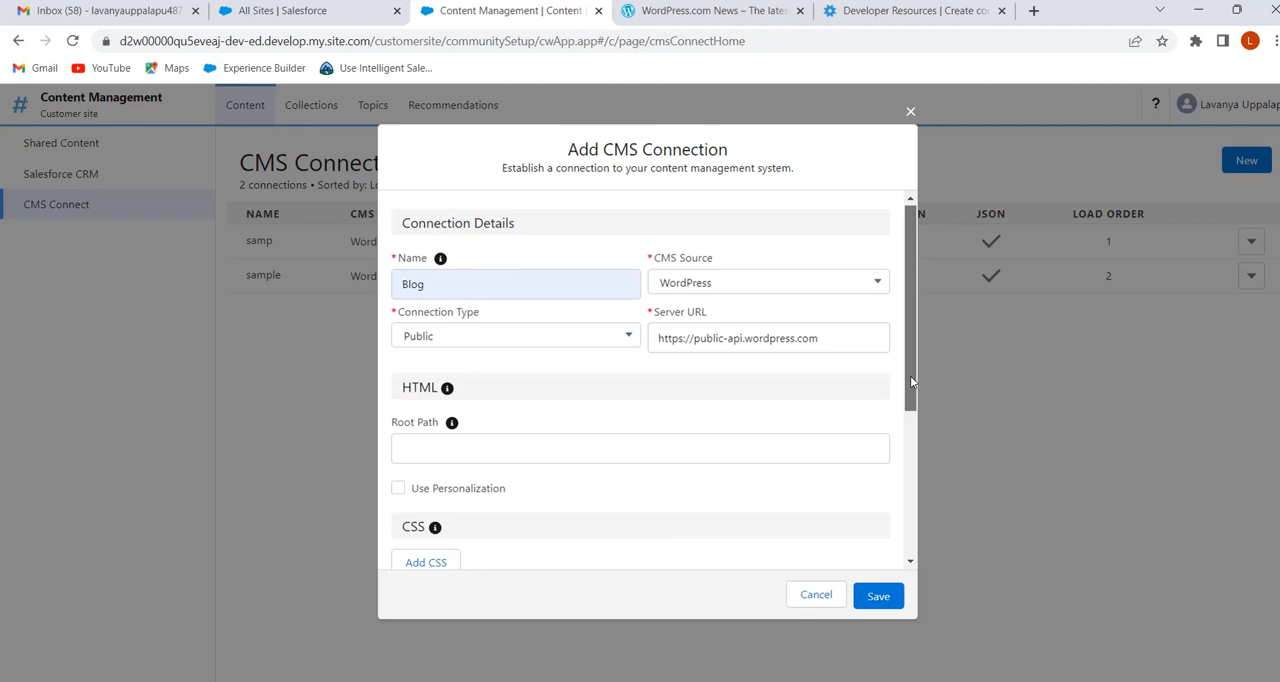 Inbox (58) - lavanyauppalapu487
All Sites | Salesforce
Content Management | Content
WordPress.com News – The lates
Developer Resources | Create co
d2w00000qu5eveaj-dev-ed.develop.my.site.com/customersite/communitySetup/cwApp.app#/c/page/cmsConnectHome
L
Gmail
YouTube
Maps
Experience Builder
Use Intelligent Sale...
Content Management
Customer site
Content
Collections
Topics
Recommendations
?
Lavanya Uppalap
Shared Content
Salesforce CRM
CMS Connect
CMS Connect
2 connections • Sorted by: L
New
NAME
CMS
N
JSON
LOAD ORDER
samp
Word
1
sample
Word
2
Add CMS Connection
Establish a connection to your content management system.
Connection Details
*Name
*CMS Source
Blog
WordPress
*Connection Type
*Server URL
Public
https://public-api.wordpress.com
HTML
Root Path
Use Personalization
CSS
Add CSS
Cancel
Save